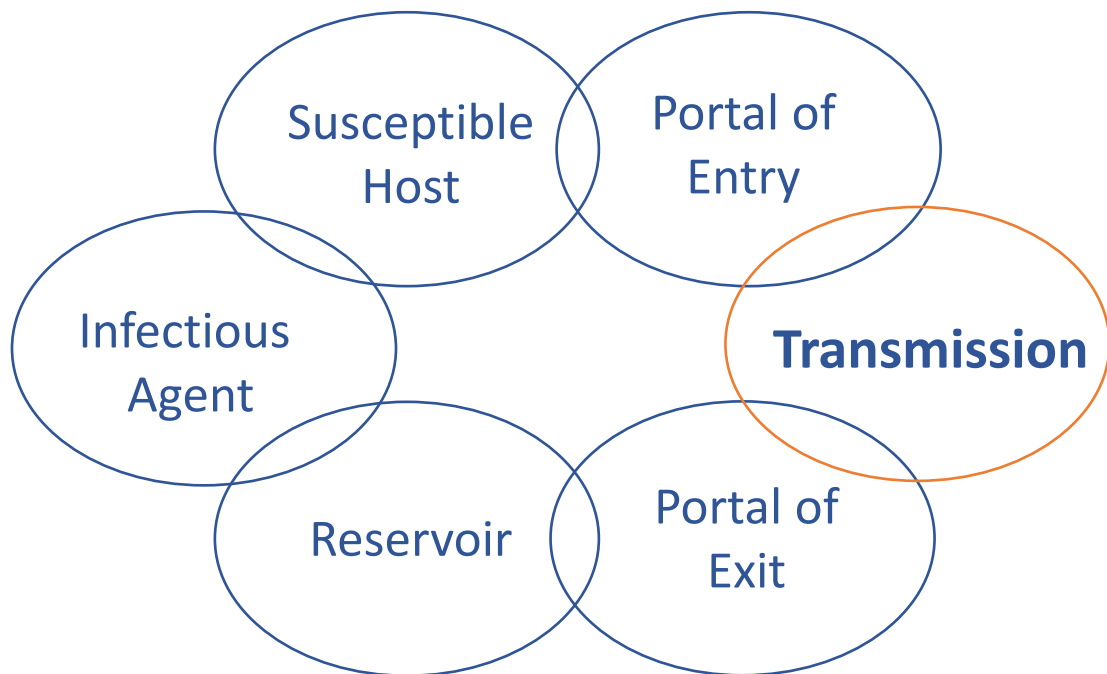 Susceptible
Host
Portal of
Entry
Infectious
Agent
Transmission
Reservoir
Portal of
Exit